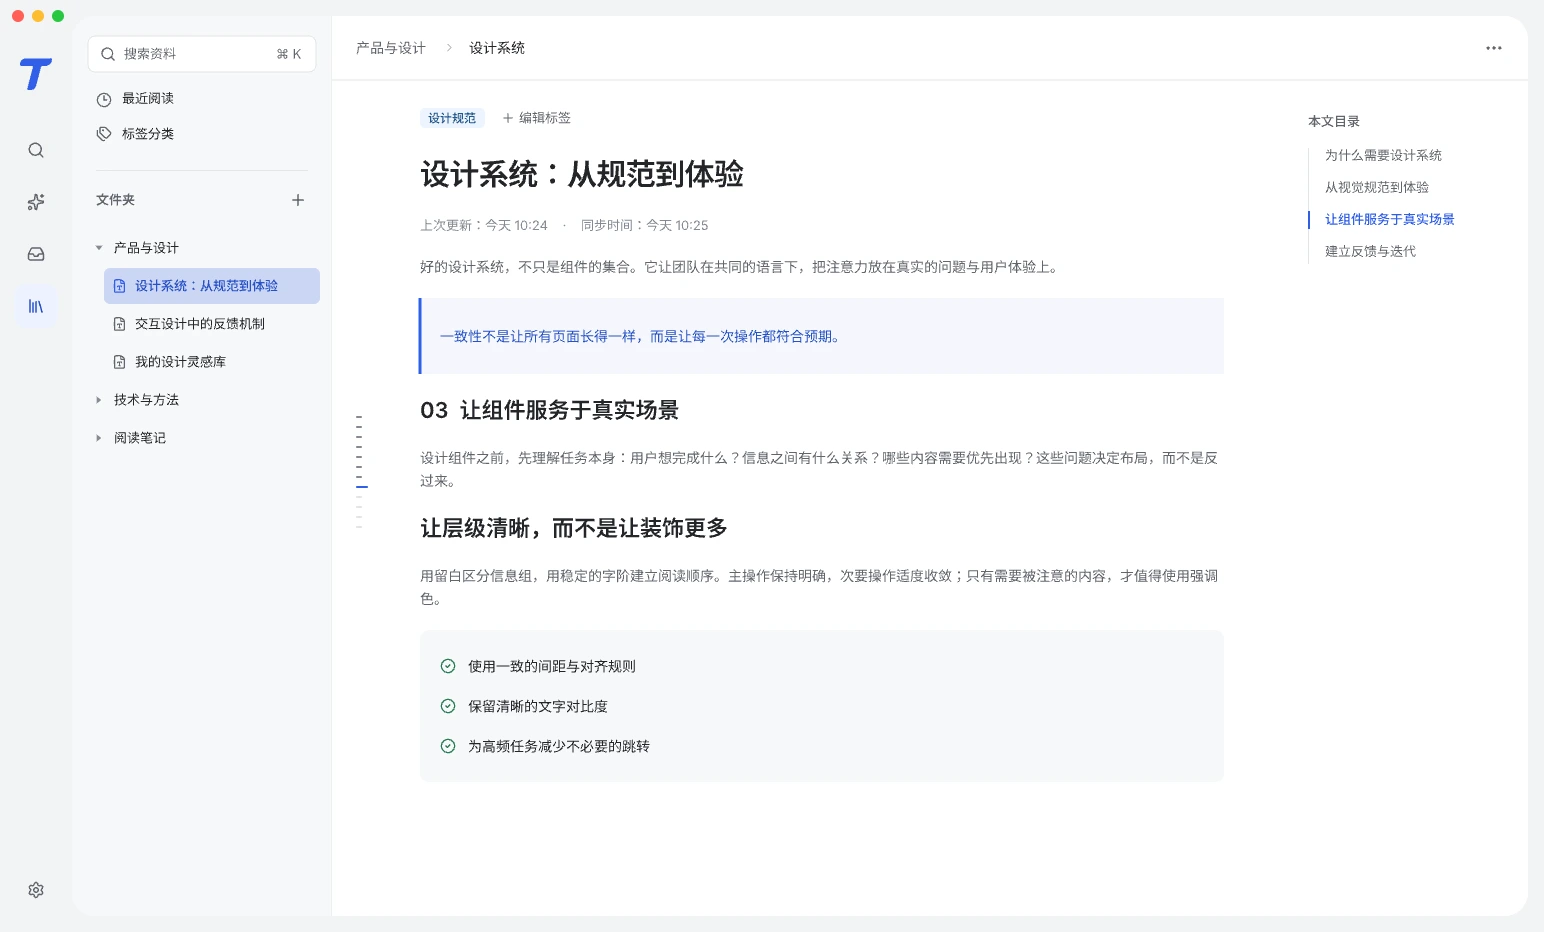 搜索资料 ⌘ K
最近阅读
标签分类
文件夹
产品与设计
设计系统：从规范到体验
交互设计中的反馈机制
我的设计灵感库
技术与方法
阅读笔记
产品与设计 > 设计系统
设计规范 + 编辑标签
设计系统：从规范到体验
上次更新：今天 10:24 · 同步时间：今天 10:25
好的设计系统，不只是组件的集合。它让团队在共同的语言下，把注意力放在真实的问题与用户体验上。
一致性不是让所有页面长得一样，而是让每一次操作都符合预期。
03 让组件服务于真实场景
设计组件之前，先理解任务本身：用户想完成什么？信息之间有什么关系？哪些内容需要优先出现？这些问题决定布局，而不是反
过来。
让层级清晰，而不是让装饰更多
用留白区分信息组，用稳定的字阶建立阅读顺序。主操作保持明确，次要操作适度收敛；只有需要被注意的内容，才值得使用强调
色。
使用一致的间距与对齐规则
保留清晰的文字对比度
为高频任务减少不必要的跳转
本文目录
为什么需要设计系统
从视觉规范到体验
让组件服务于真实场景
建立反馈与迭代